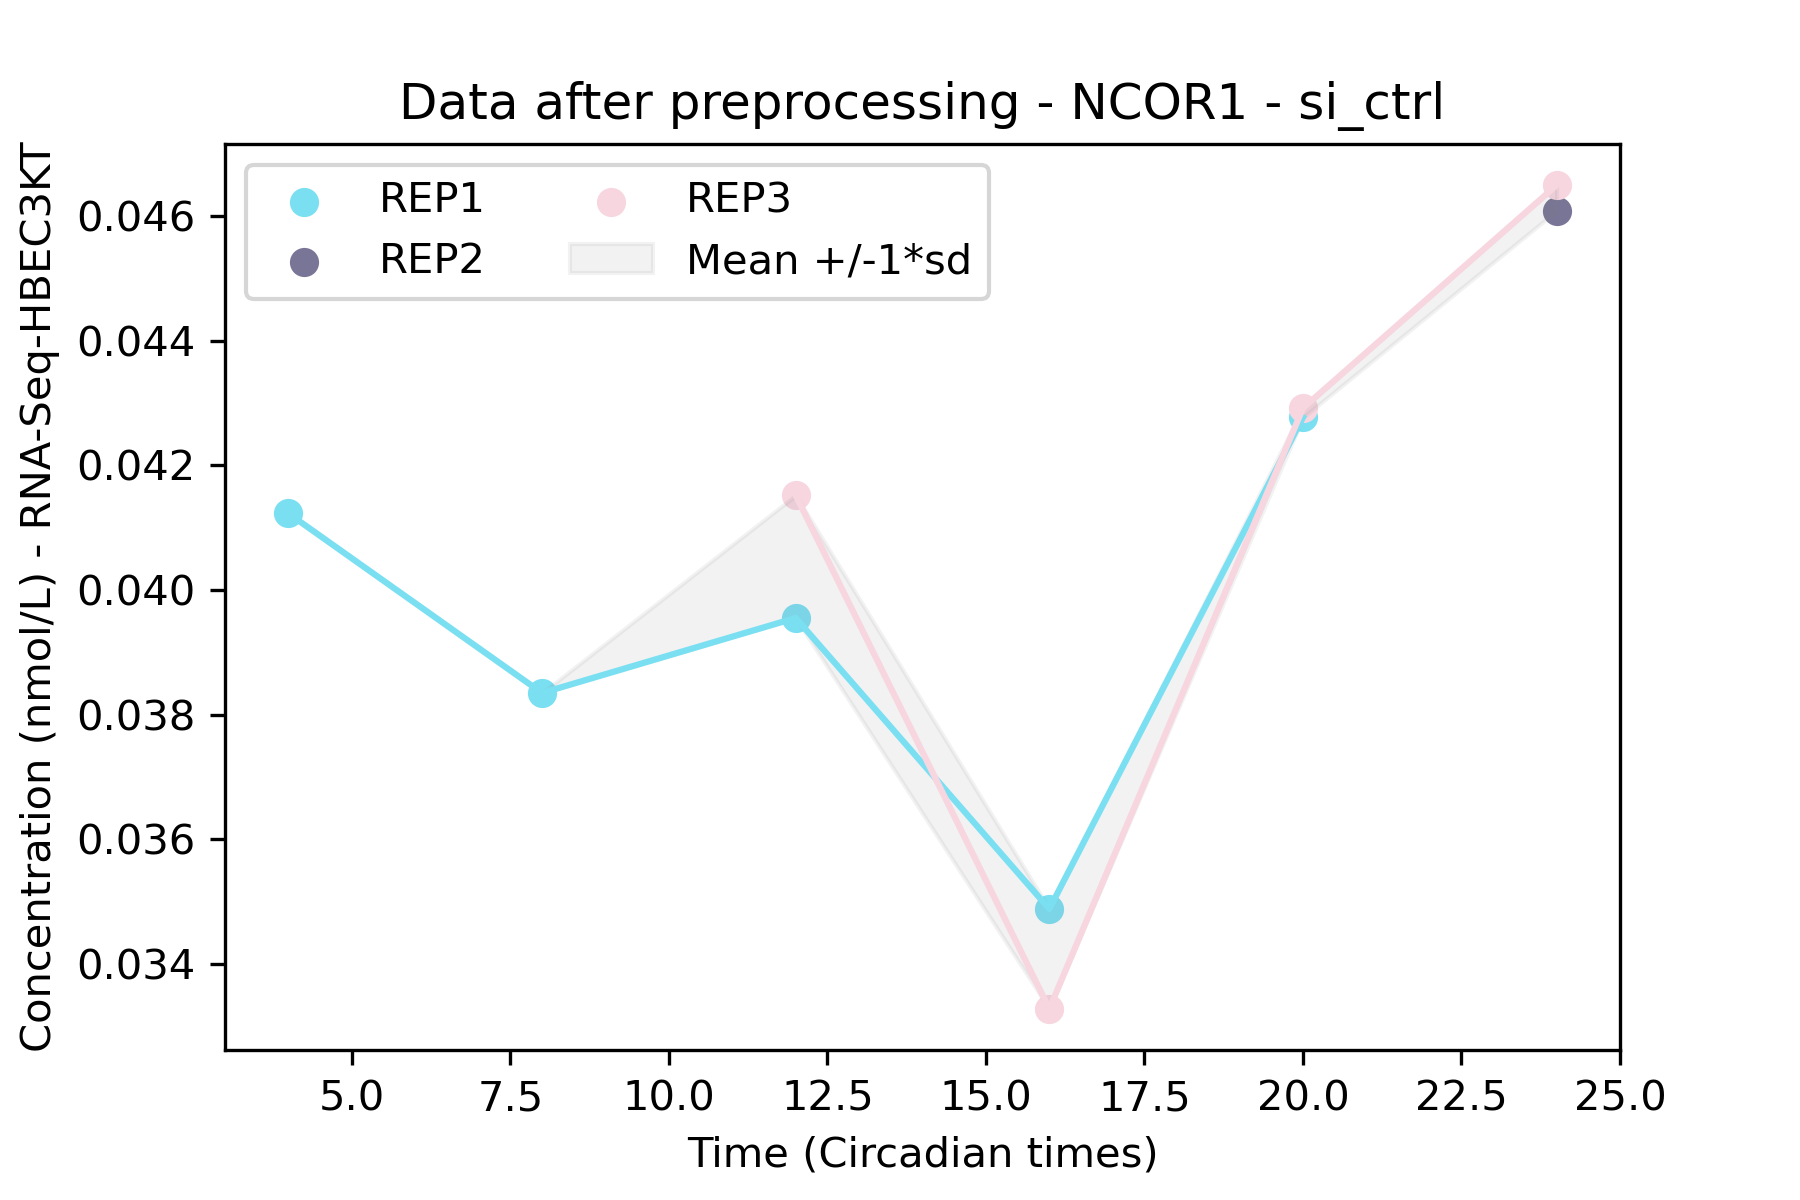 Data after preprocessing - NCOR1 - si_ctrl
REP1
REP2
REP3
Mean +/-1*sd
Concentration (nmol/L) - RNA-Seq-HBEC3KT
0.046
0.044
0.042
0.040
0.038
0.036
0.034
5.0 7.5 10.0 12.5 15.0 17.5 20.0 22.5 25.0
Time (Circadian times)